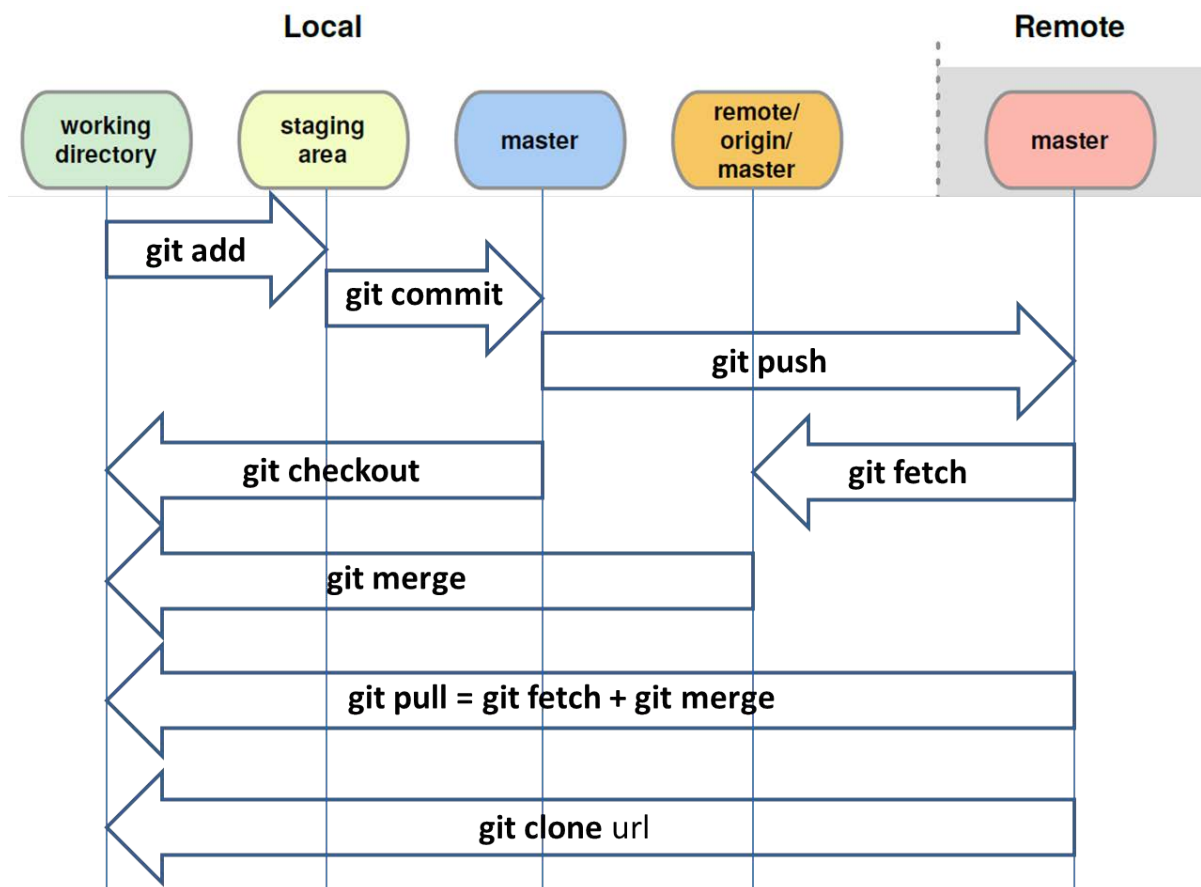 Local
Remote
working
directory
staging
area
master
remote/
origin/
master
master
git add
git commit
git push
git checkout
git fetch
git merge
git pull = git fetch + git merge
git clone url